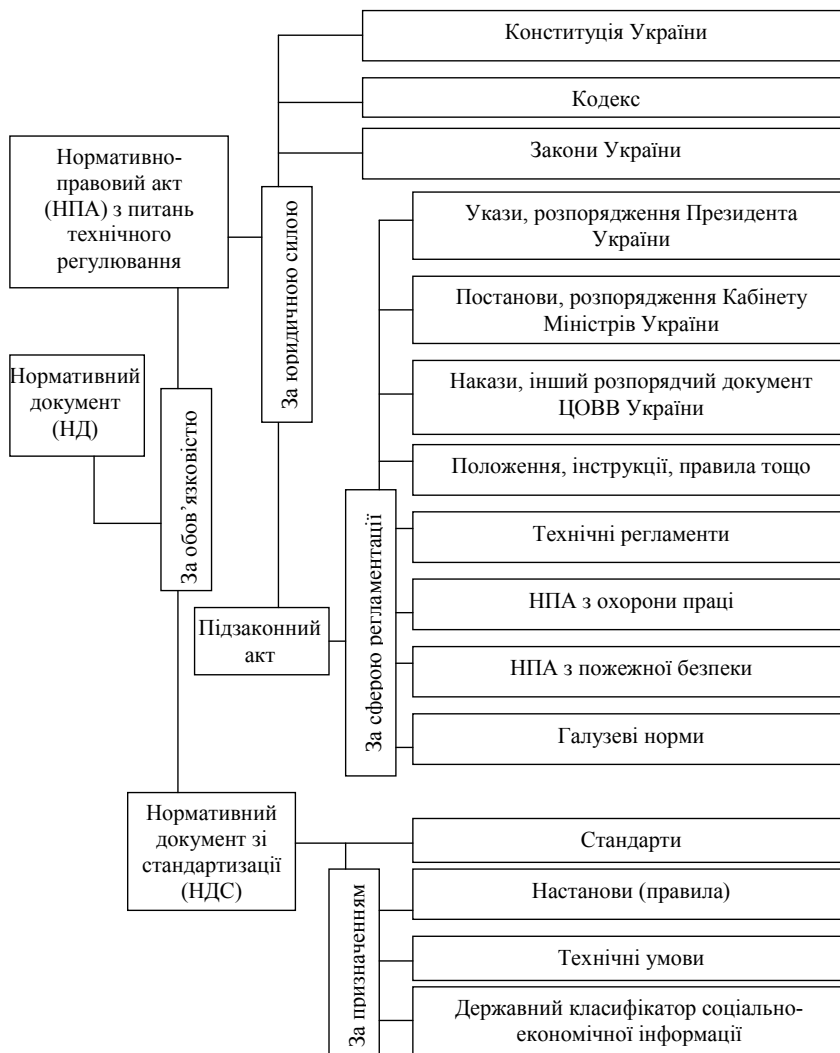 Конституція України
Кодекс
Закони України
Нормативно-
правовий акт
(НПА) з питань
технічного
регулювання
За юридичною силою
Укази, розпорядження Президента
України
Постанови, розпорядження Кабінету
Міністрів України
Накази, інший розпорядчий документ
ЦОВВ України
Положення, інструкції, правила тощо
Нормативний
документ
(НД)
За обов’язковістю
Підзаконний
акт
За сферою регламентації
Технічні регламенти
НПА з охорони праці
НПА з пожежної безпеки
Галузеві норми
Нормативний
документ зі
стандартизації
(НДС)
За призначенням
Стандарти
Настанови (правила)
Технічні умови
Державний класифікатор соціально-
економічної інформації